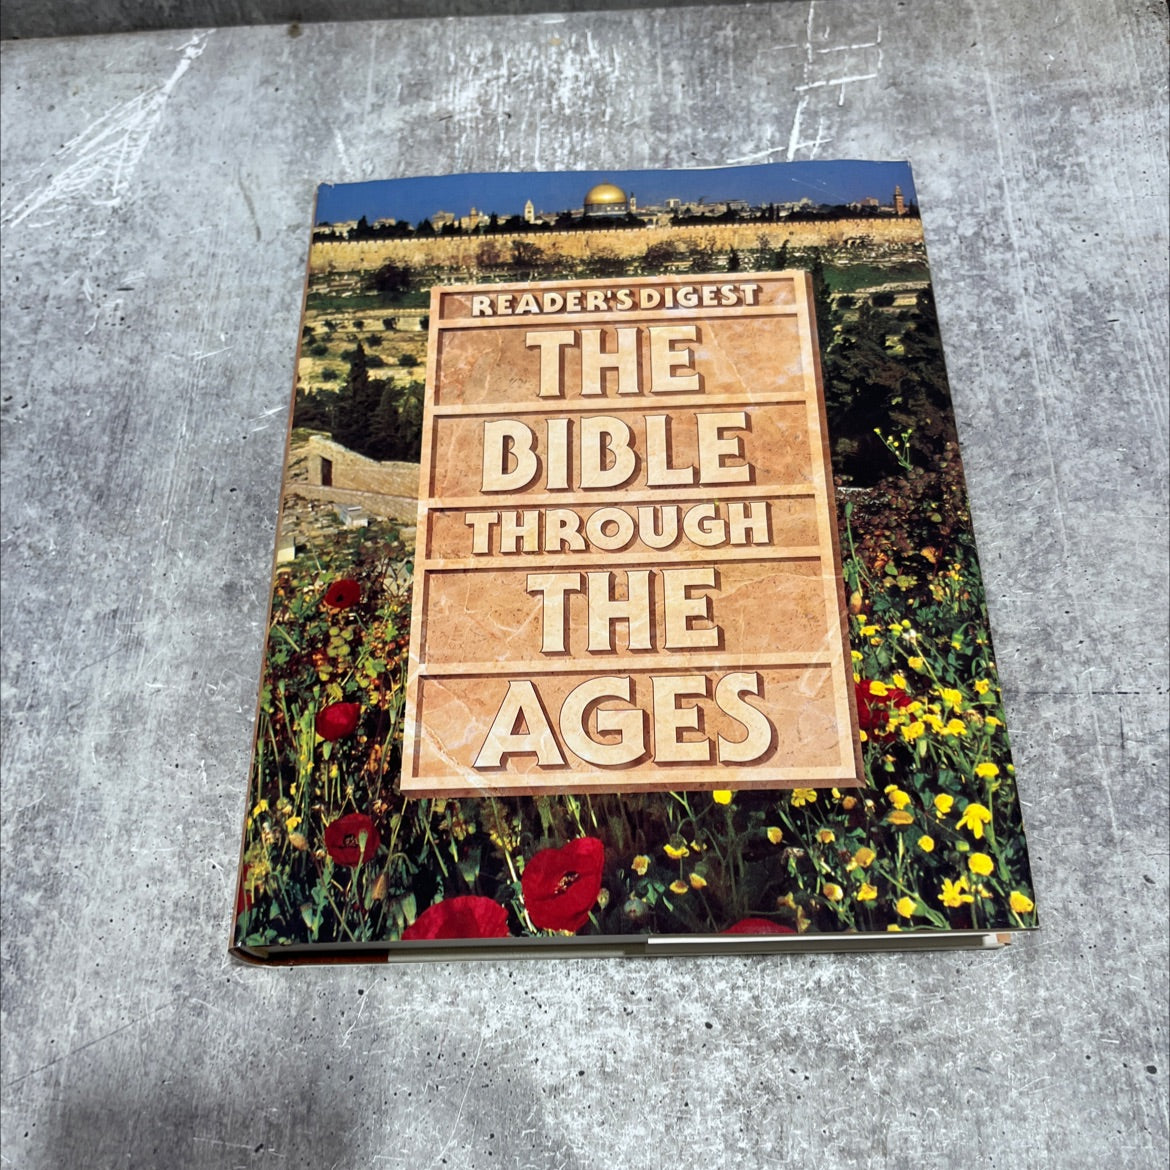 READER'S DIGEST
THE
BIBLE
THROUGH
THE
AGES